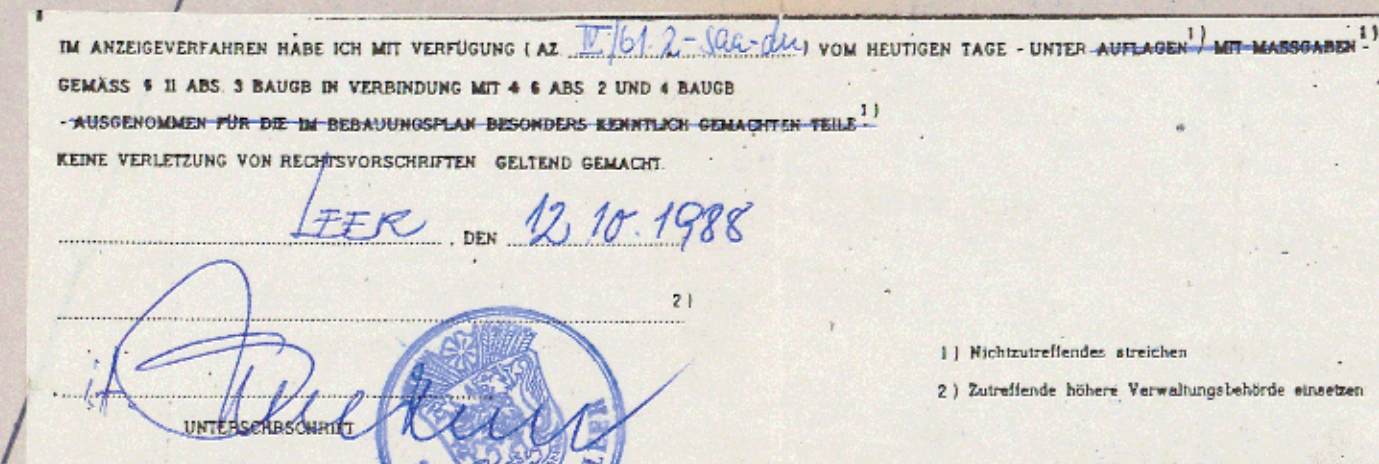 IM ANZEIGEVERFAHREN HABE ICH MIT VERFÜGUNG ( AZ IV/61.2-saa-du ) VOM HEUTIGEN TAGE - UNTER AUFLAGEN 1) / MIT MASSGABEN 1) -
GEMÄSS § 11 ABS. 3 BAUGB IN VERBINDUNG MIT § 6 ABS 2 UND 4 BAUGB
- AUSGENOMMEN FÜR DIE IM BEBAUUNGSPLAN BESONDERS KENNTLICH GEMACHTEN TEILE - 1)
KEINE VERLETZUNG VON RECHTSVORSCHRIFTEN GELTEND GEMACHT.
LEER , DEN 12.10.1988
2)
1) Nichtzutreffendes streichen
2) Zutreffende höhere Verwaltungsbehörde einsetzen
UNTERSCHRSCHRIFT